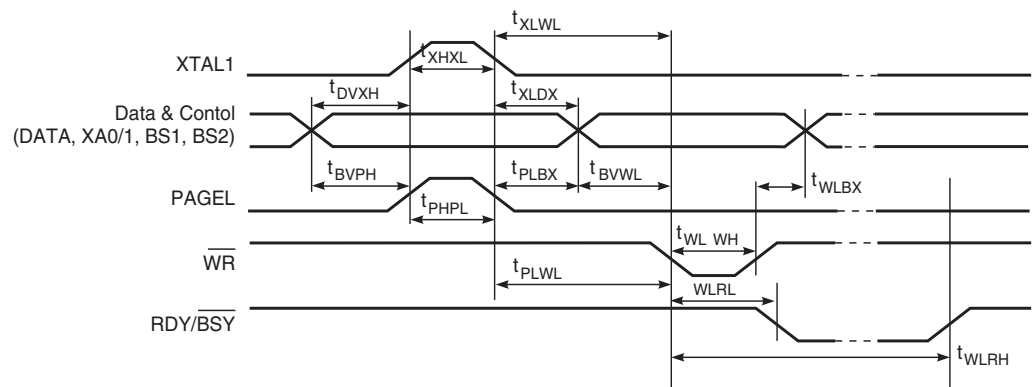 tXLWL
XTAL1
tXHXL
tDVXH
tXLDX
Data & Contol
(DATA, XA0/1, BS1, BS2)
tBVPH
tPLBX
tBVWL
tWLBX
PAGEL
tPHPL
tWL WH
WR
tPLWL
WLRL
RDY/BSY
tWLRH